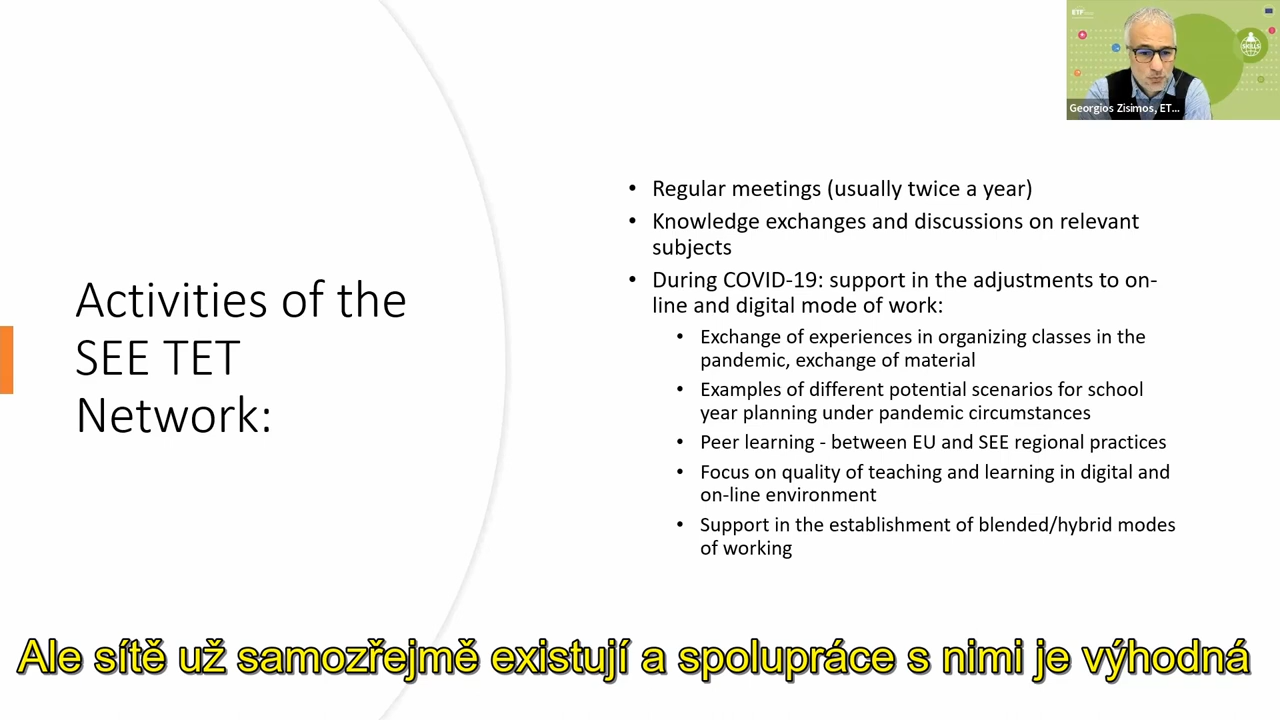 ETF
SKILLS
Georgios Zisimos, ET...
Activities of the
SEE TET
Network:
• Regular meetings (usually twice a year)
• Knowledge exchanges and discussions on relevant
subjects
• During COVID-19: support in the adjustments to on-
line and digital mode of work:
• Exchange of experiences in organizing classes in the
pandemic, exchange of material
• Examples of different potential scenarios for school
year planning under pandemic circumstances
• Peer learning - between EU and SEE regional practices
• Focus on quality of teaching and learning in digital and
on-line environment
• Support in the establishment of blended/hybrid modes
of working
Ale sítě už samozřejmě existují a spolupráce s nimi je výhodná